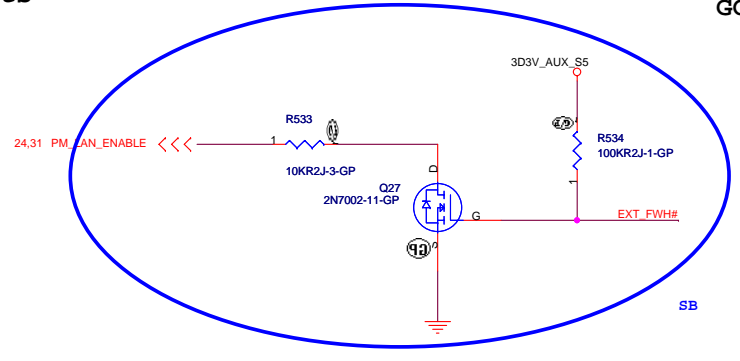 3D3V_AUX_S5
R533
24,31 PM_LAN_ENABLE
1
10KR2J-3-GP
R534
100KR2J-1-GP
1
D
Q27
2N7002-11-GP
G
EXT_FWH#
GP
S
SB